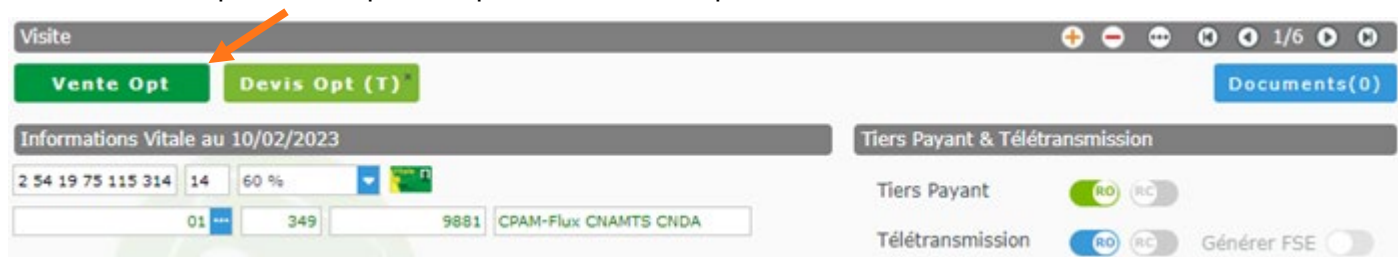 Visite 1/6
Vente Opt Devis Opt (T)* Documents(0)
Informations Vitale au 10/02/2023 Tiers Payant & Télétransmission
2 54 19 75 115 314 14 60 %
Tiers Payant RO RC
01 349 9881 CPAM-Flux CNAMTS CNDA
Télétransmission RO RC Générer FSE